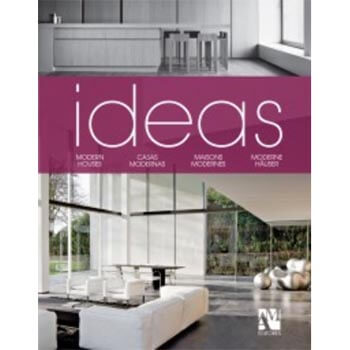 ideas
MODERN HOUSES
CASAS MODERNAS
MAISONS MODERNES
MODERNE HÄUSER